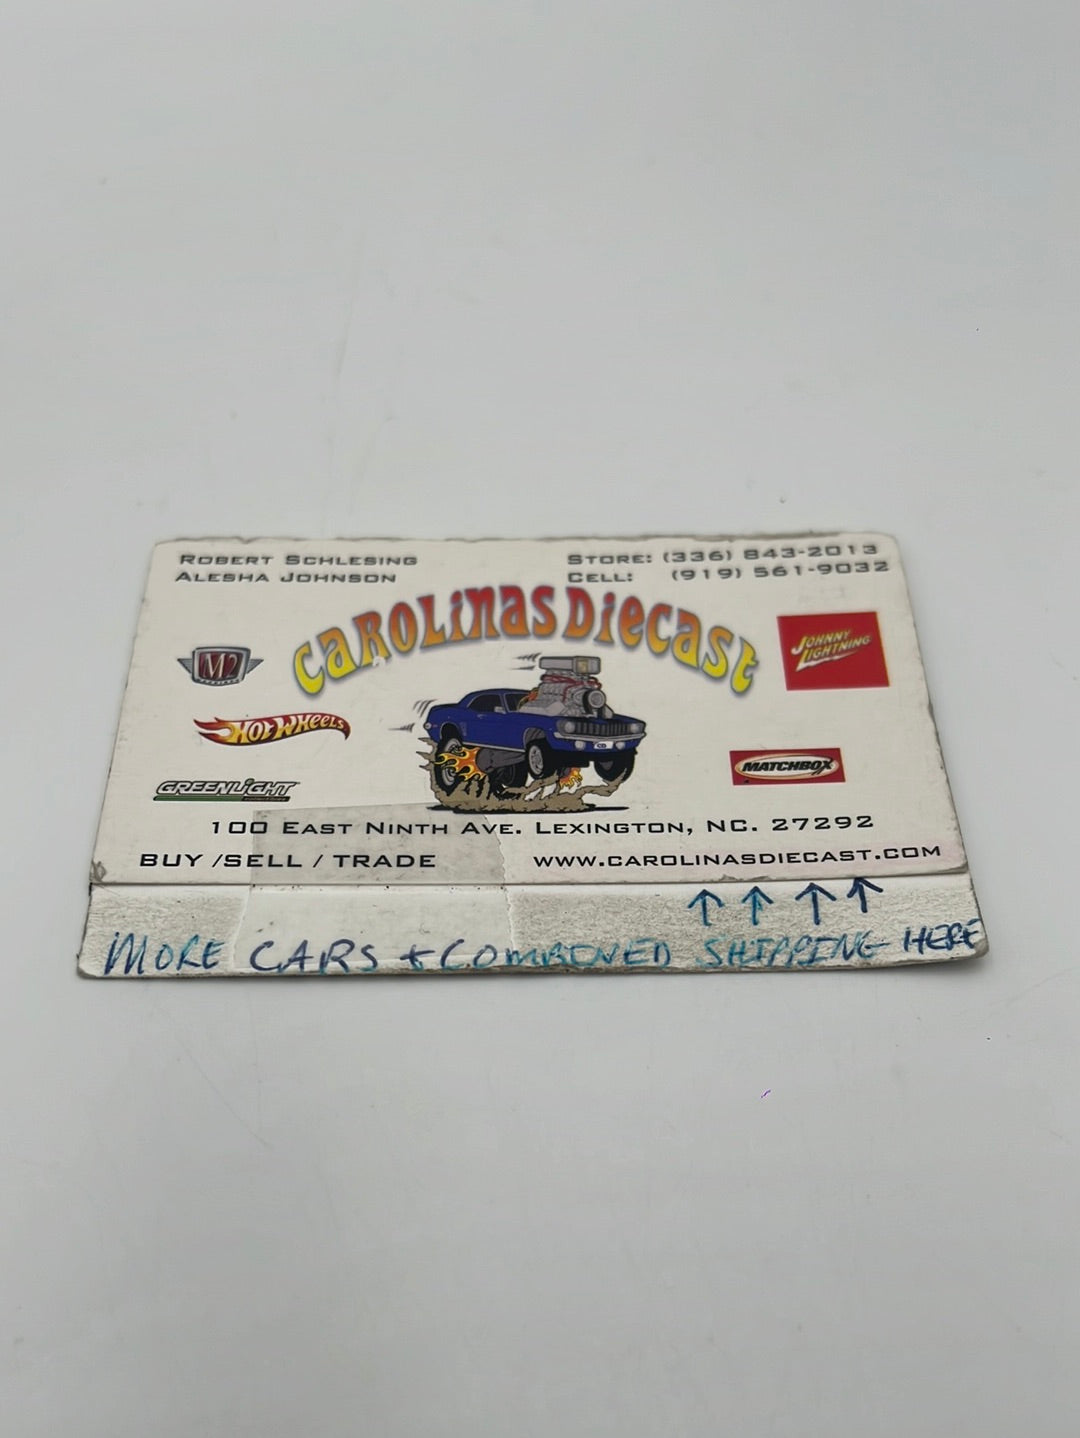 ROBERT SCHLESING
ALESHA JOHNSON
STORE: (336) 843-2013
CELL: (919) 561-9032
CAROLINAS DIECAST
M2
JOHNNY
LIGHTNING
HOT WHEELS
MATCHBOX
GREENLIGHT
100 EAST NINTH AVE. LEXINGTON, NC. 27292
BUY /SELL / TRADE
WWW.CAROLINASDIECAST.COM
↑ ↑ ↑ ↑
MORE CARS + COMBINED SHIPPING HERE